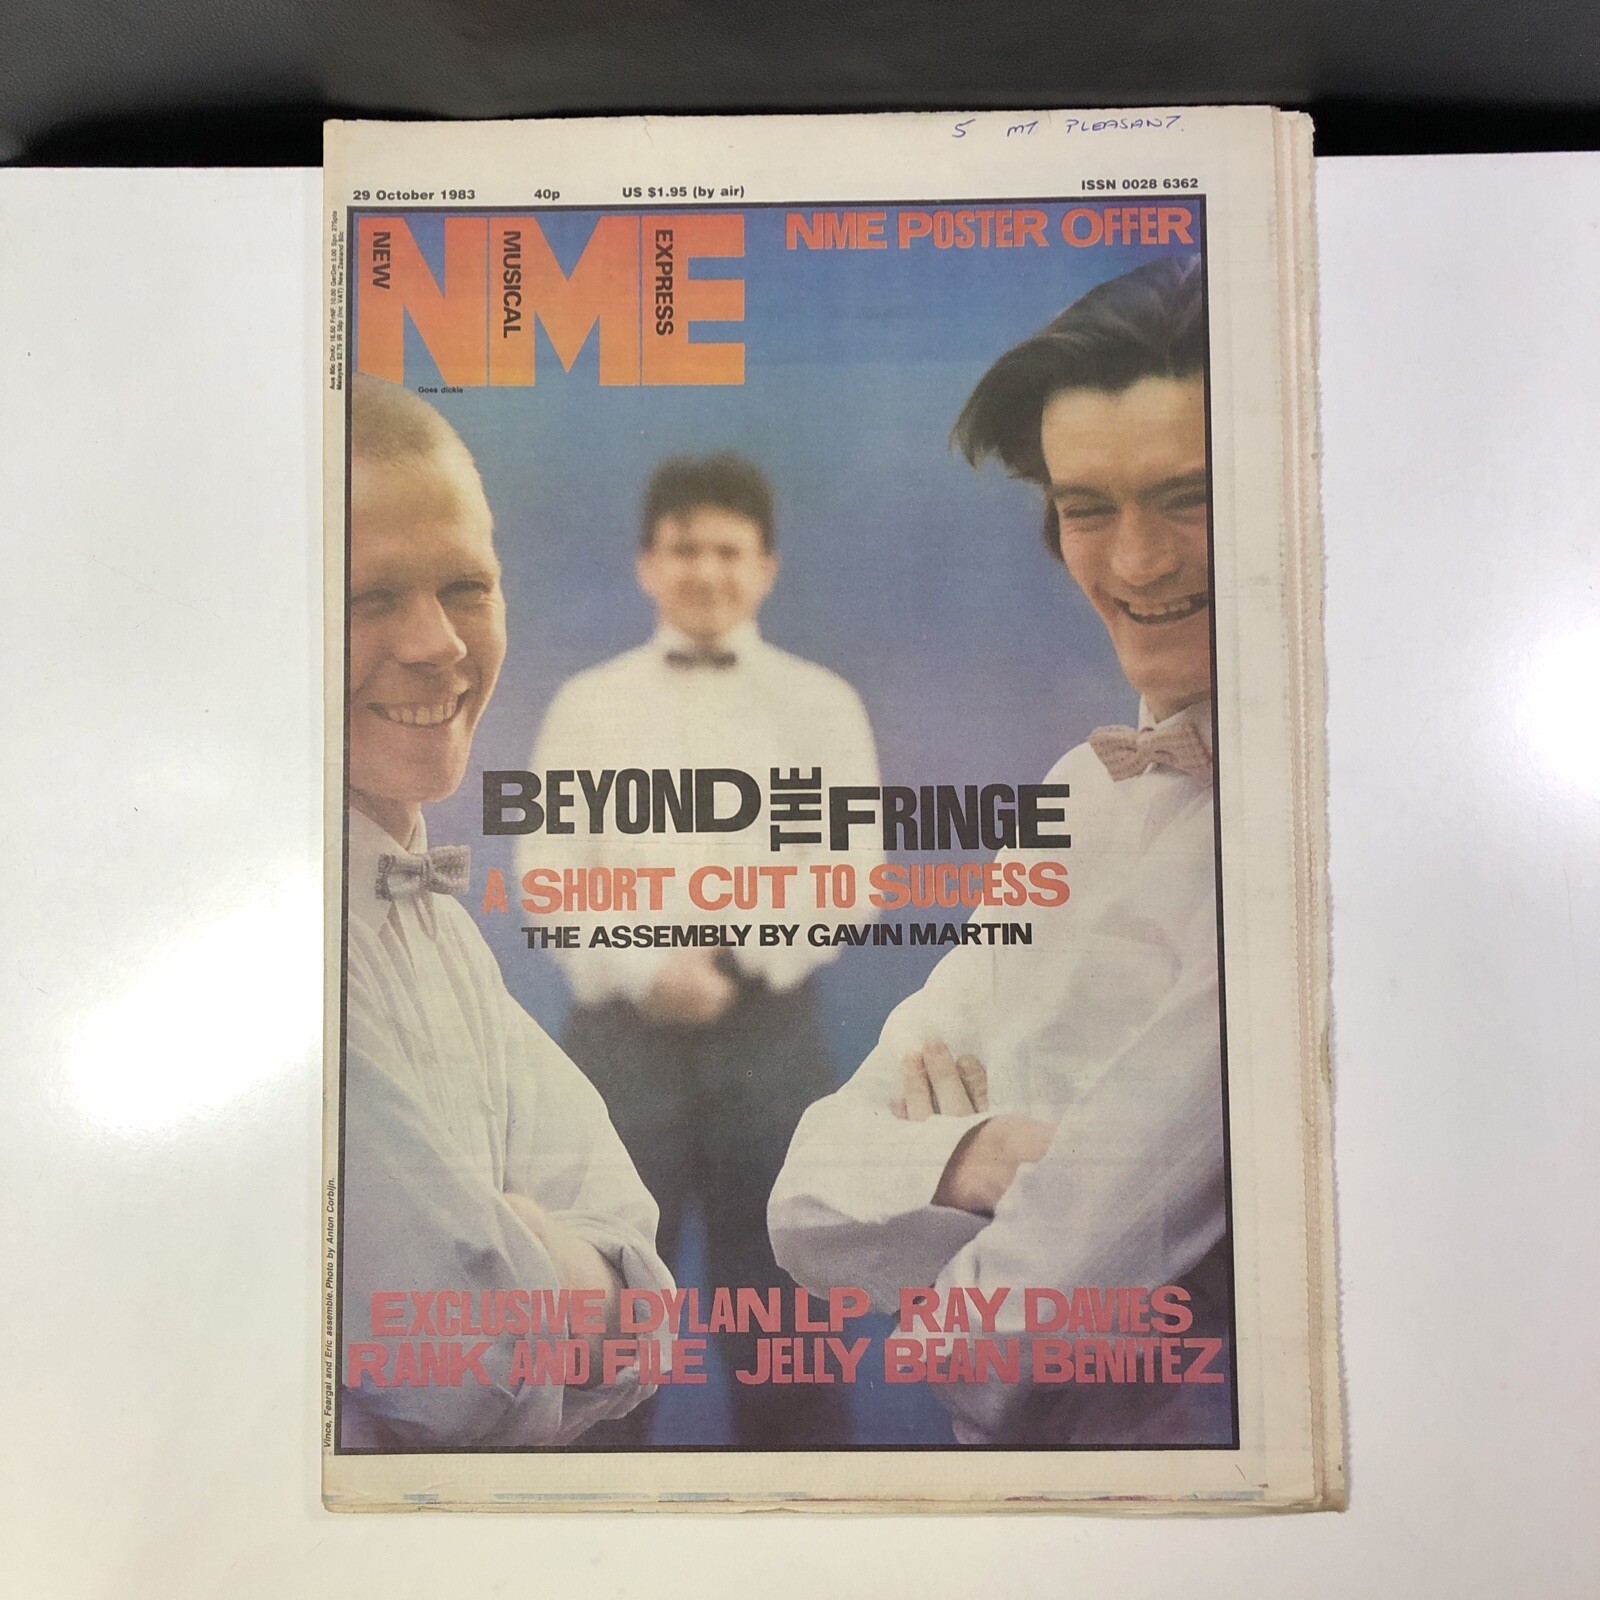 5 MT PLEASANT.
29 October 1983 40p US $1.95 (by air) ISSN 0028 6362
NME
NEW MUSICAL EXPRESS
NME POSTER OFFER
Goes dickie
BEYOND THE FRINGE
A SHORT CUT TO SUCCESS
THE ASSEMBLY BY GAVIN MARTIN
EXCLUSIVE DYLAN LP RAY DAVIES
RANK AND FILE JELLY BEAN BENITEZ
Vince, Feargal and Eric assemble. Photo by Anton Corbijn.